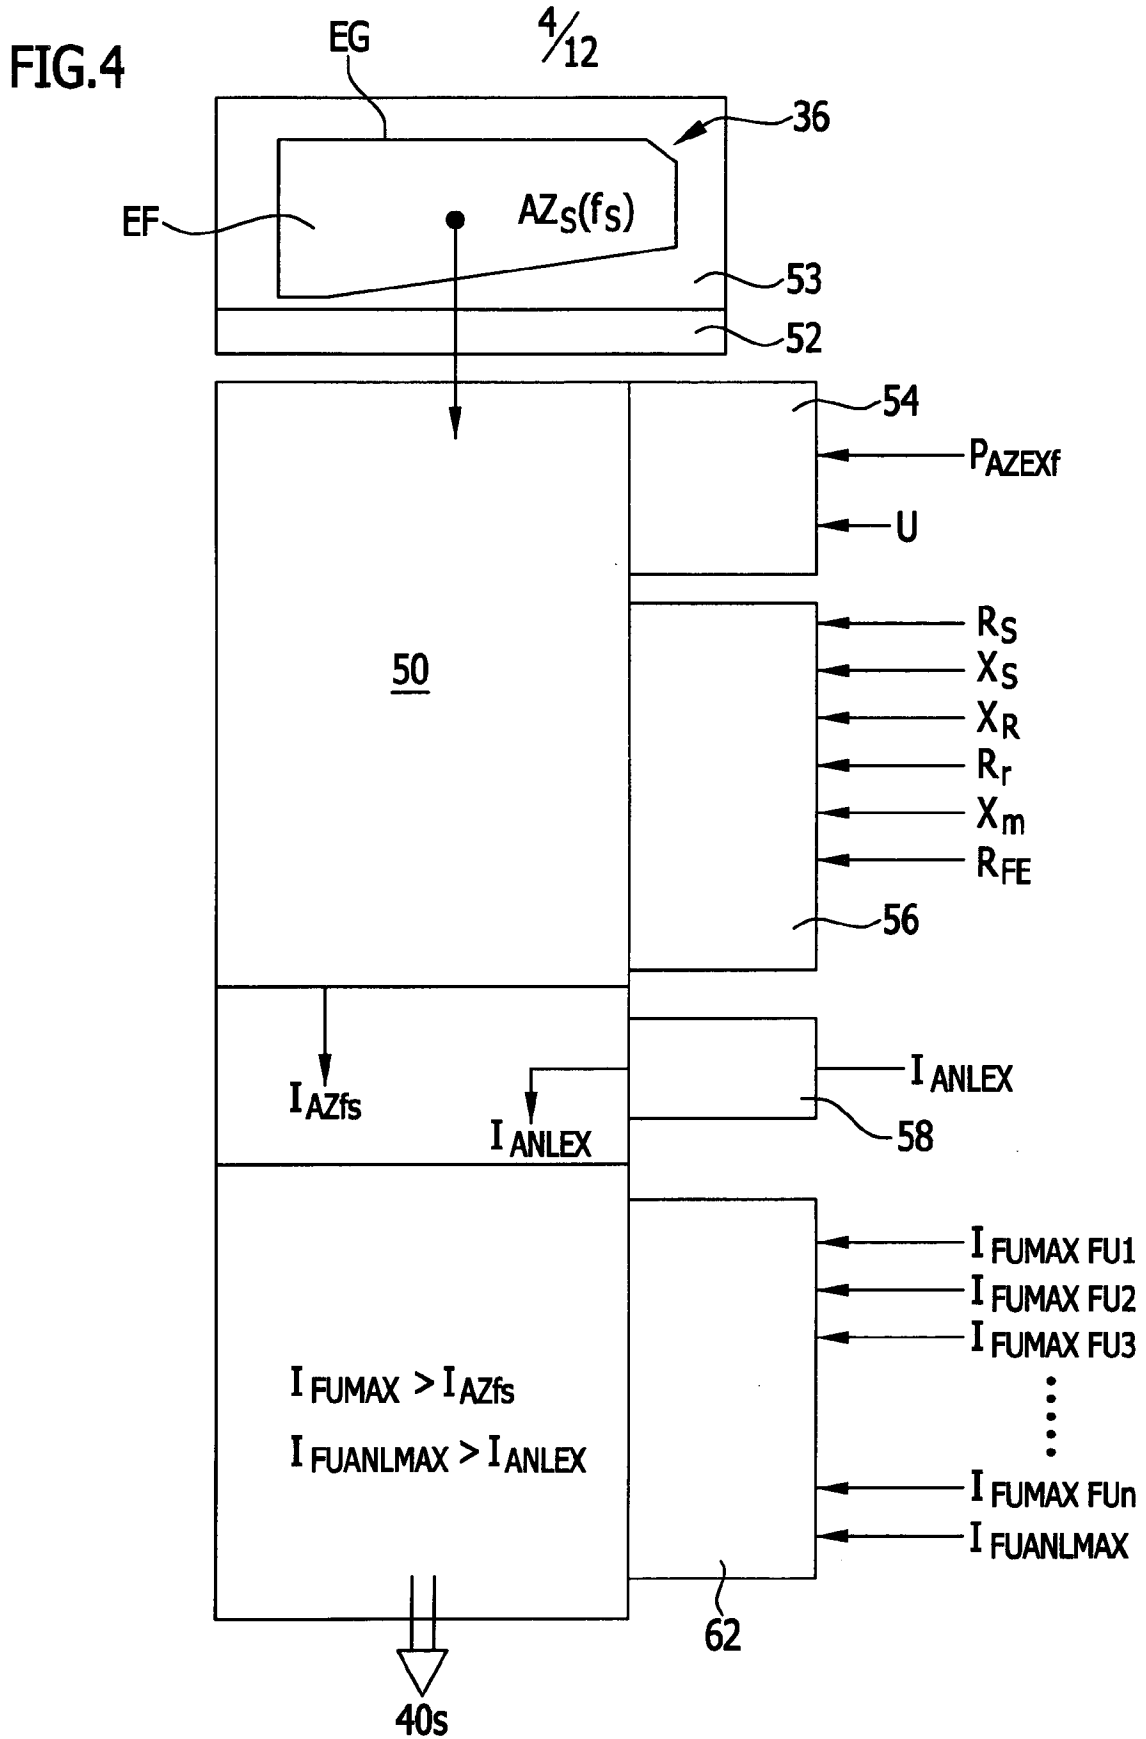 FIG.4
4/12
EG
36
EF
AZS(fS)
53
52
54
PAZEXf
U
RS
XS
50
XR
Rr
Xm
RFE
56
IAZfs
IANLEX
IANLEX
58
IFUMAX FU1
IFUMAX FU2
IFUMAX FU3
IFUMAX > IAZfs
IFUANLMAX > IANLEX
IFUMAX FUn
IFUANLMAX
62
40s